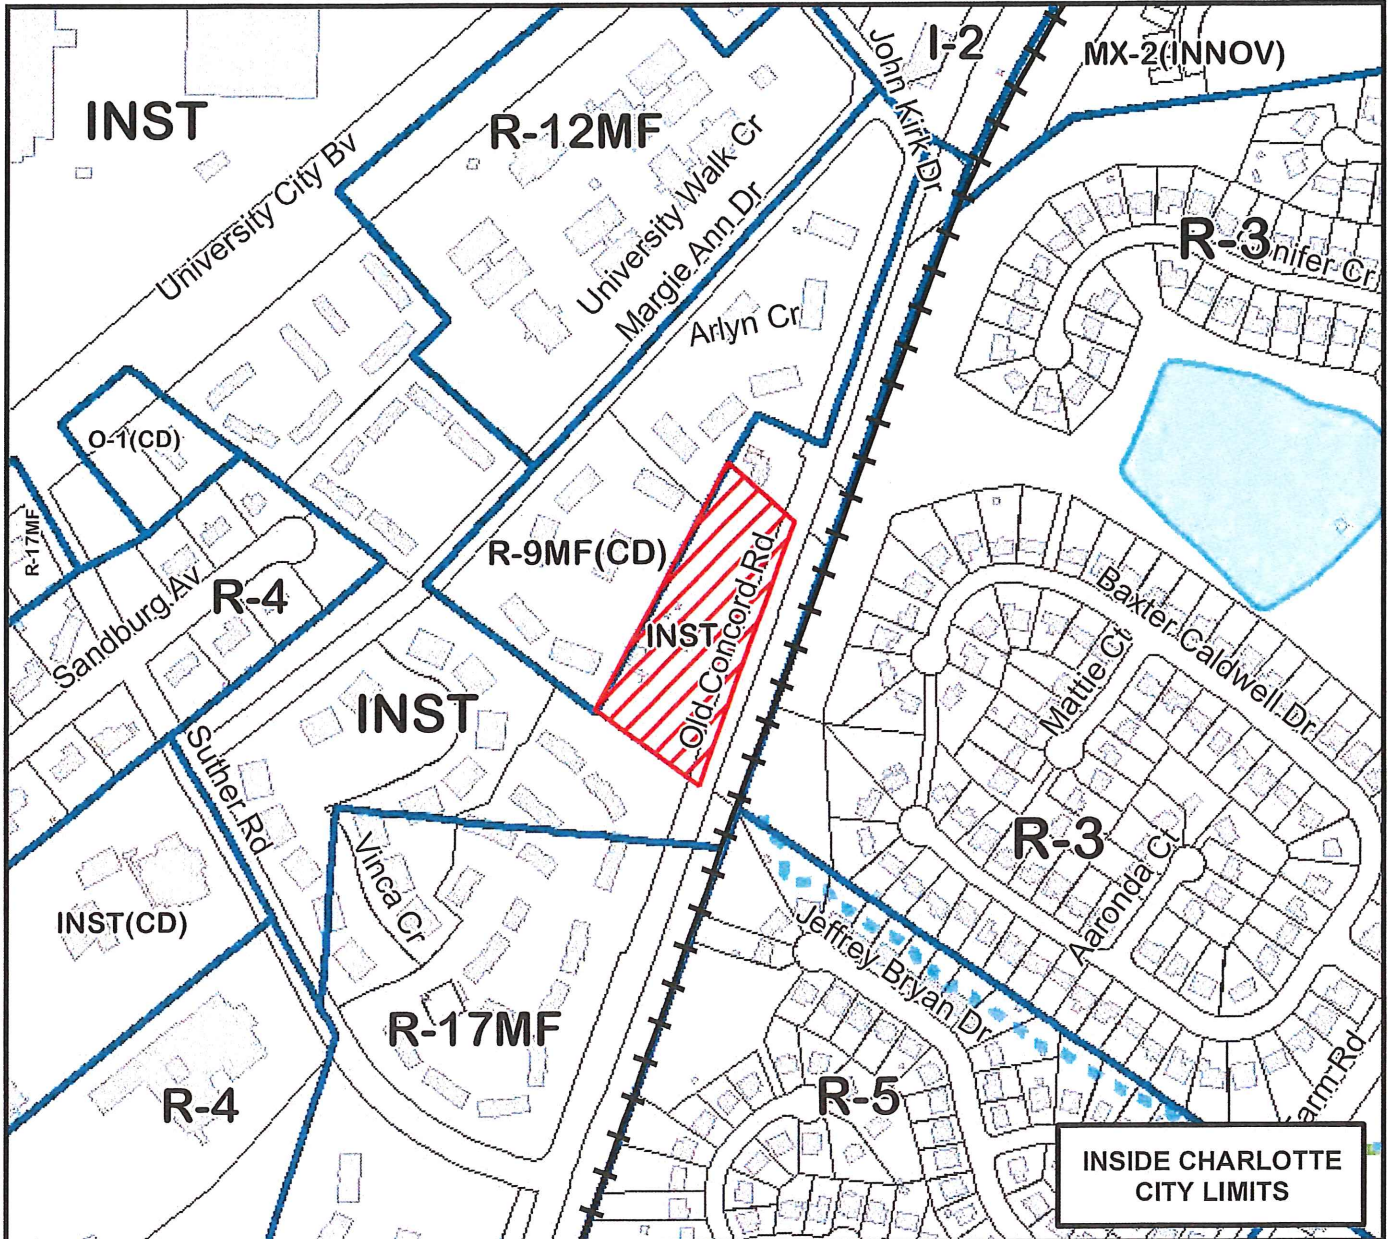 I-2
MX-2(INNOV)
INST
R-12MF
John Kirk Dr
University City Bv
University Walk Cr
Margie Ann Dr
R-3
nifer Cr
Arlyn Cr
O-1(CD)
R-17MF
R-9MF(CD)
Sandburg Av
R-4
INST
Old Concord Rd
Baxter Caldwell Dr
Mattie Ct
INST
Suther Rd
Vinca Cr
R-3
Aaronda Ct
INST(CD)
Jeffrey Bryan Dr
R-17MF
R-4
R-5
arm Rd
INSIDE CHARLOTTE
CITY LIMITS